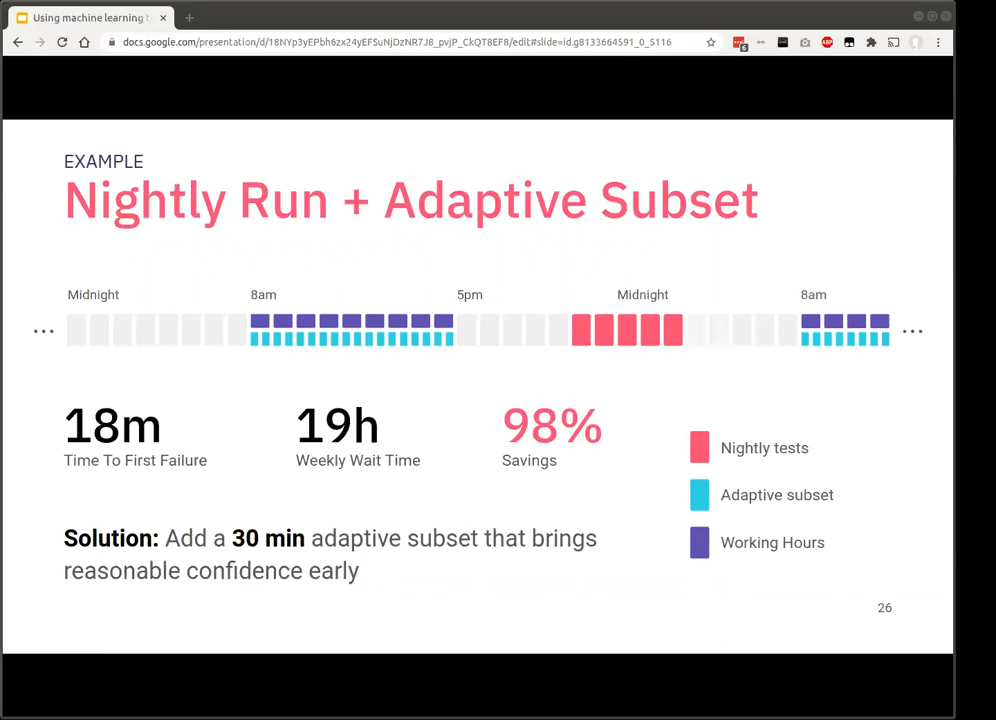 Using machine learning t
docs.google.com/presentation/d/18NYp3yEPbh6zx24yEFSuNjDzNR7J8_pvjP_CkQT8EF8/edit#slide=id.g8133664591_0_5116
6
ABP
EXAMPLE
Nightly Run + Adaptive Subset
Midnight 8am 5pm Midnight 8am
... ...
18m 19h 98%
Time To First Failure Weekly Wait Time Savings
Nightly tests
Adaptive subset
Working Hours
Solution: Add a 30 min adaptive subset that brings
reasonable confidence early
26